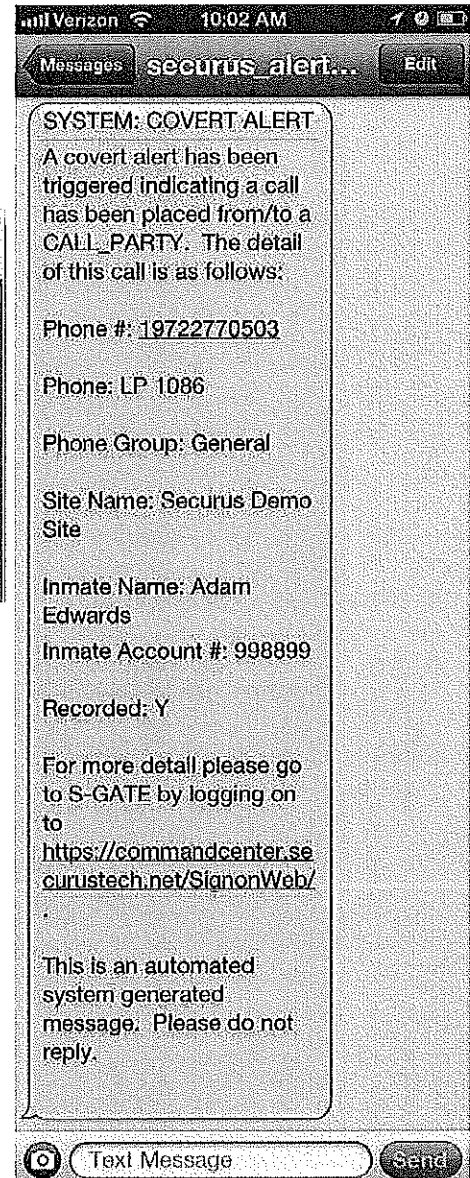 Verizon 10:02 AM
Messages securus_alert... Edit
SYSTEM: COVERT ALERT
A covert alert has been
triggered indicating a call
has been placed from/to a
CALL_PARTY. The detail
of this call is as follows:
Phone #: 19722770503
Phone: LP 1086
Phone Group: General
Site Name: Securus Demo
Site
Inmate Name: Adam
Edwards
Inmate Account #: 998899
Recorded: Y
For more detail please go
to S-GATE by logging on
to
https://commandcenter.se
curustech.net/SignonWeb/
.
This is an automated
system generated
message. Please do not
reply.
Text Message Send